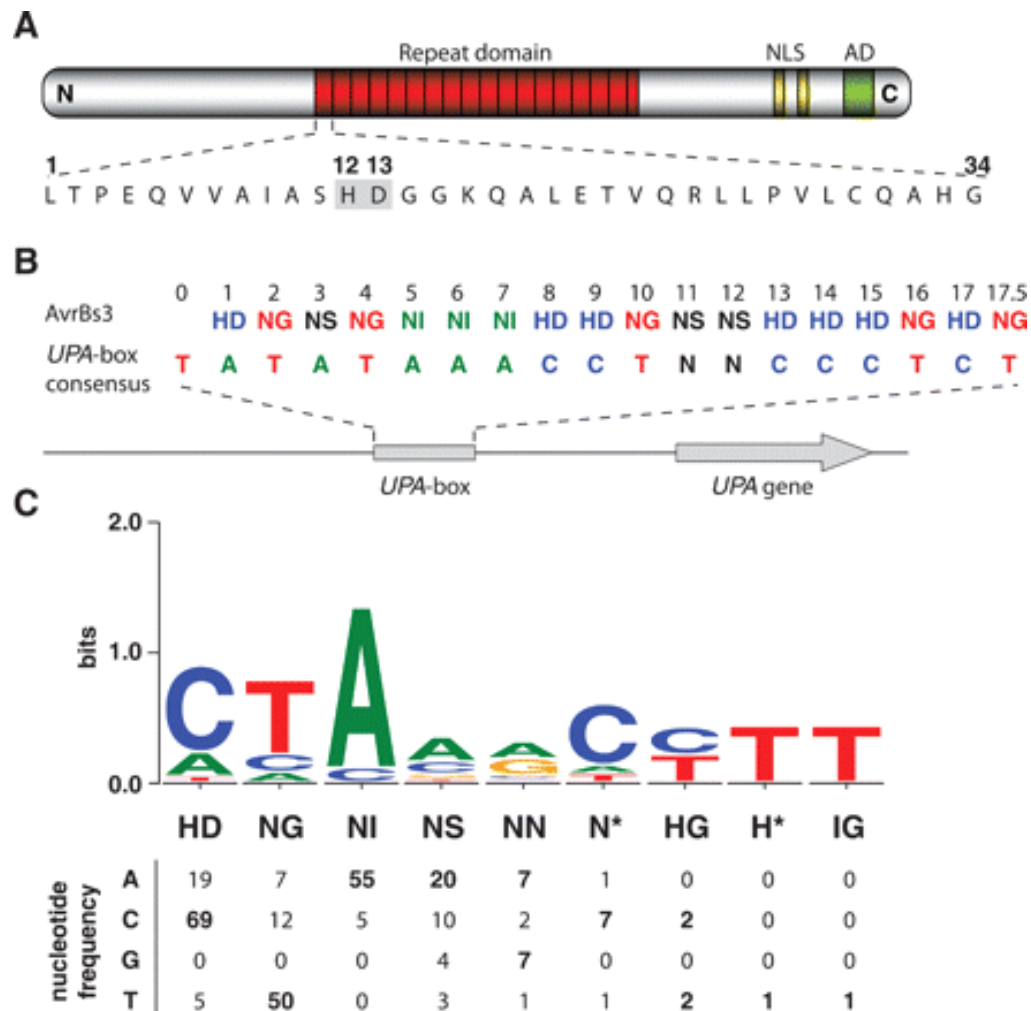 A
Repeat domain NLS AD
N C
1 12 13 34
L T P E Q V V A I A S H D G G K Q A L E T V Q R L L P V L C Q A H G
B
0 1 2 3 4 5 6 7 8 9 10 11 12 13 14 15 16 17 17.5
AvrBs3 HD NG NS NG NI NI NI HD HD NG NS NS HD HD HD NG HD NG
UPA-box
consensus T A T A T A A A C C T N N C C C T C T
UPA-box UPA gene
C
2.0
bits
1.0
0.0
C T A A A C C T T
A C C C G A T
T A G C T
HD NG NI NS NN N* HG H* IG
nucleotide
frequency
A 19 7 55 20 7 1 0 0 0
C 69 12 5 10 2 7 2 0 0
G 0 0 0 4 7 0 0 0 0
T 5 50 0 3 1 1 2 1 1